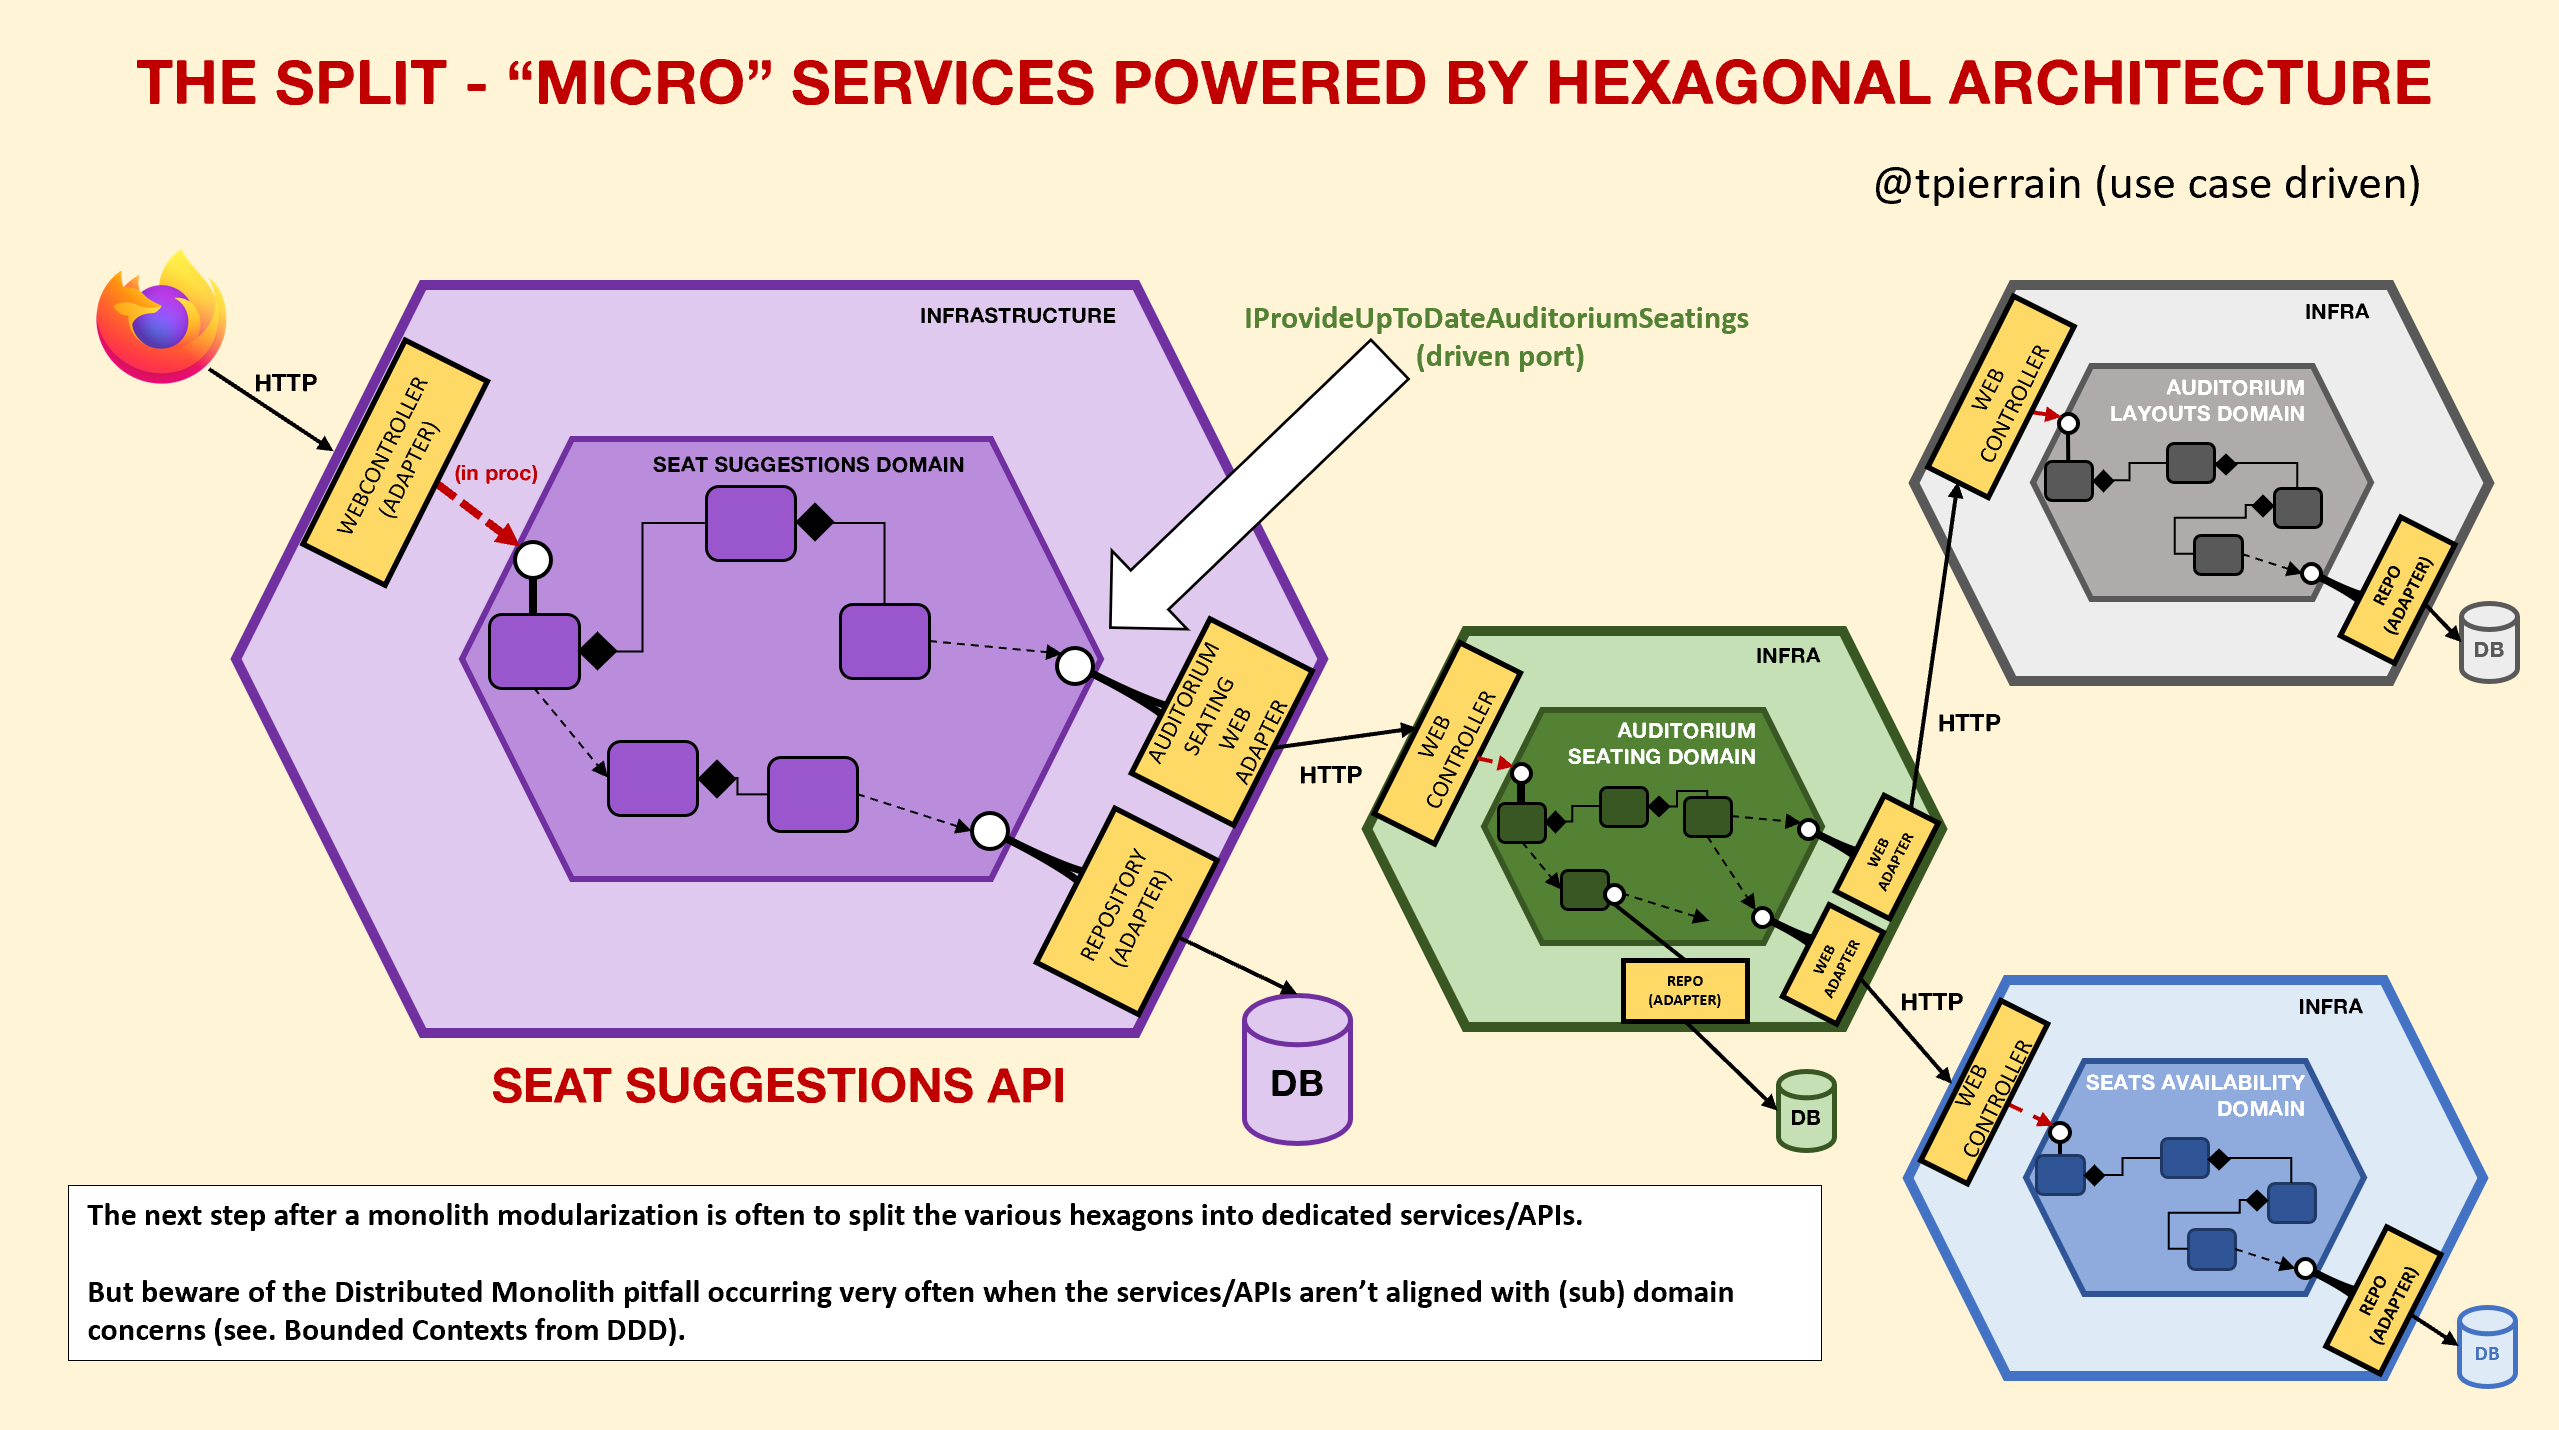 THE SPLIT - “MICRO” SERVICES POWERED BY HEXAGONAL ARCHITECTURE
@tpierrain (use case driven)
HTTP
INFRASTRUCTURE
WEBCONTROLLER
(ADAPTER)
(in proc)
SEAT SUGGESTIONS DOMAIN
IProvideUpToDateAuditoriumSeatings
(driven port)
AUDITORIUM
SEATING
WEB
ADAPTER
REPOSITORY
(ADAPTER)
DB
SEAT SUGGESTIONS API
HTTP
INFRA
WEB
CONTROLLER
AUDITORIUM
SEATING DOMAIN
WEB
ADAPTER
WEB
ADAPTER
REPO
(ADAPTER)
DB
HTTP
INFRA
WEB
CONTROLLER
AUDITORIUM
LAYOUTS DOMAIN
REPO
(ADAPTER)
DB
HTTP
INFRA
WEB
CONTROLLER
SEATS AVAILABILITY
DOMAIN
REPO
(ADAPTER)
DB
The next step after a monolith modularization is often to split the various hexagons into dedicated services/APIs.
But beware of the Distributed Monolith pitfall occurring very often when the services/APIs aren’t aligned with (sub) domain
concerns (see. Bounded Contexts from DDD).